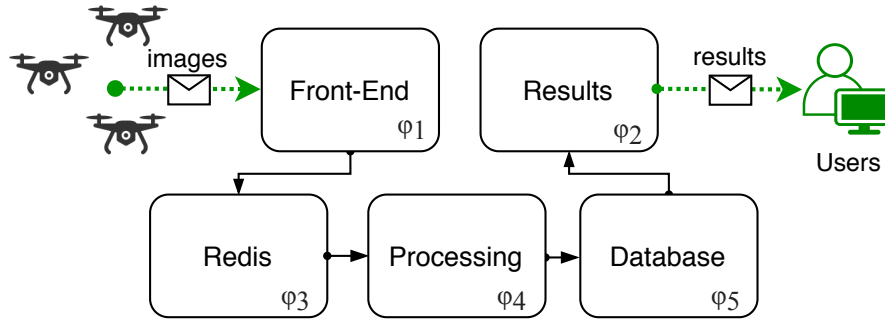 images
Front-End
φ1
Results
φ2
results
Users
Redis
φ3
Processing
φ4
Database
φ5